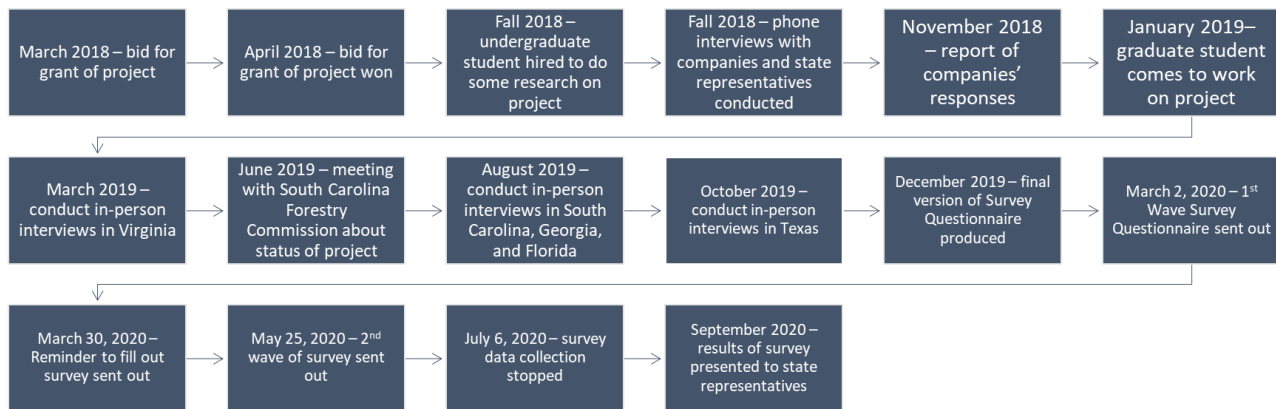 March 2018 – bid for
grant of project
April 2018 – bid for
grant of project won
Fall 2018 –
undergraduate
student hired to do
some research on
project
Fall 2018 – phone
interviews with
companies and state
representatives
conducted
November 2018
– report of
companies’
responses
January 2019–
graduate student
comes to work
on project
March 2019 –
conduct in-person
interviews in Virginia
June 2019 – meeting
with South Carolina
Forestry
Commission about
status of project
August 2019 –
conduct in-person
interviews in South
Carolina, Georgia,
and Florida
October 2019 –
conduct in-person
interviews in Texas
December 2019 – final
version of Survey
Questionnaire
produced
March 2, 2020 – 1st
Wave Survey
Questionnaire sent out
March 30, 2020 –
Reminder to fill out
survey sent out
May 25, 2020 – 2nd
wave of survey sent
out
July 6, 2020 – survey
data collection
stopped
September 2020 –
results of survey
presented to state
representatives